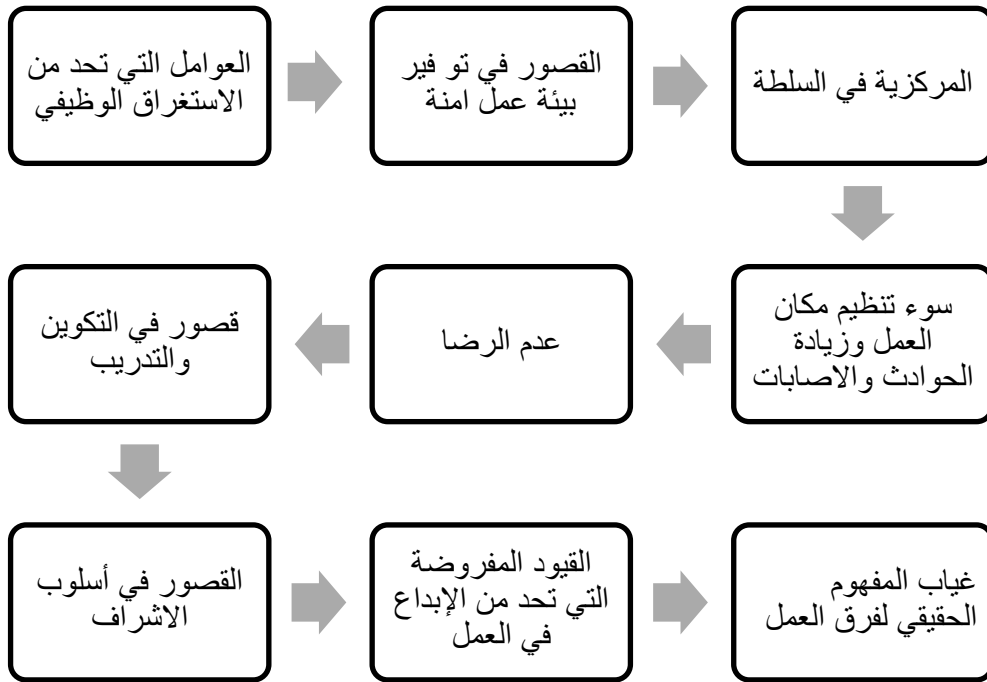 العوامل التي تحد من
الاستغراق الوظيفي
القصور في تو فير
بيئة عمل امنة
المركزية في السلطة
سوء تنظيم مكان
العمل وزيادة
الحوادث والاصابات
عدم الرضا
قصور في التكوين
والتدريب
القصور في أسلوب
الاشراف
القيود المفروضة
التي تحد من الإبداع
في العمل
غياب المفهوم
الحقيقي لفرق العمل